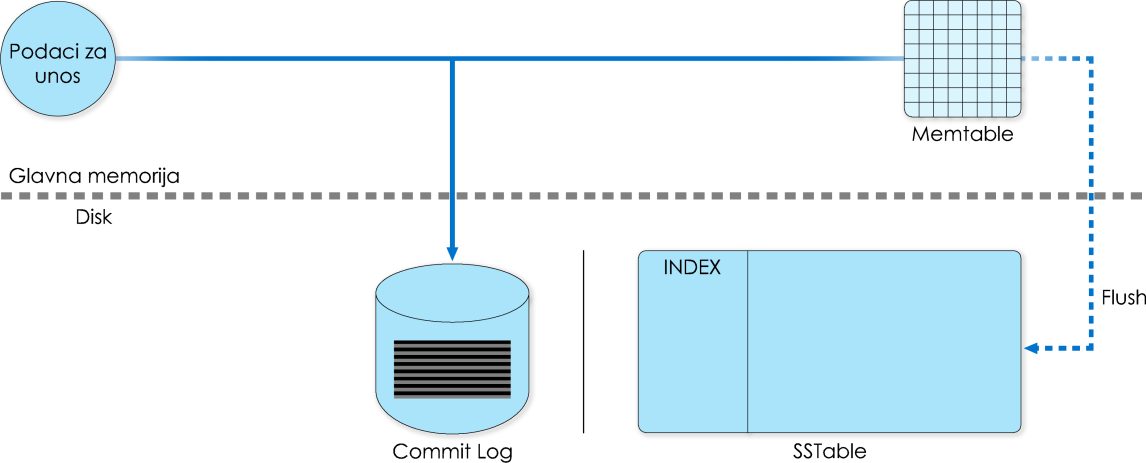 Podaci za
unos
Memtable
Glavna memorija
Disk
INDEX
Flush
Commit Log
SSTable